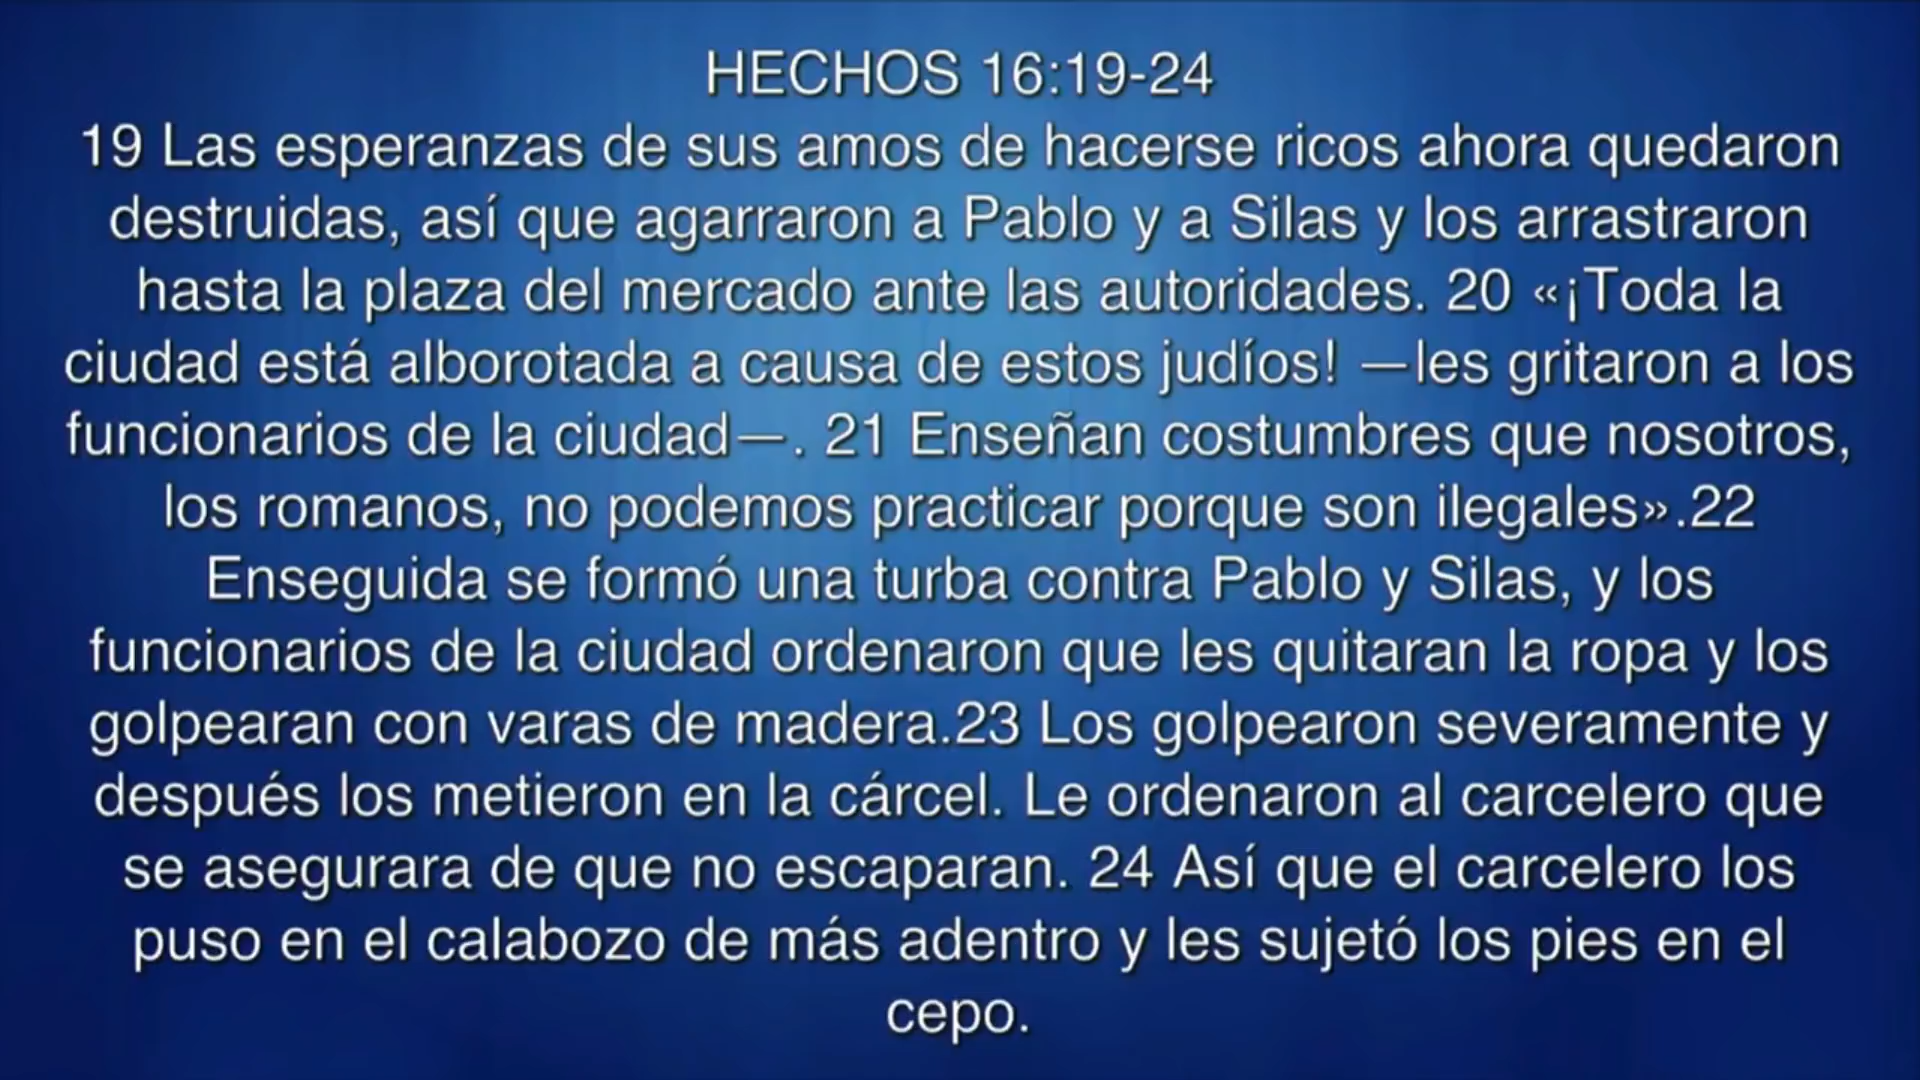 HECHOS 16:19-24
19 Las esperanzas de sus amos de hacerse ricos ahora quedaron
destruidas, así que agarraron a Pablo y a Silas y los arrastraron
hasta la plaza del mercado ante las autoridades. 20 «¡Toda la
ciudad está alborotada a causa de estos judíos! —les gritaron a los
funcionarios de la ciudad—. 21 Enseñan costumbres que nosotros,
los romanos, no podemos practicar porque son ilegales».22
Enseguida se formó una turba contra Pablo y Silas, y los
funcionarios de la ciudad ordenaron que les quitaran la ropa y los
golpearan con varas de madera.23 Los golpearon severamente y
después los metieron en la cárcel. Le ordenaron al carcelero que
se asegurara de que no escaparan. 24 Así que el carcelero los
puso en el calabozo de más adentro y les sujetó los pies en el
cepo.